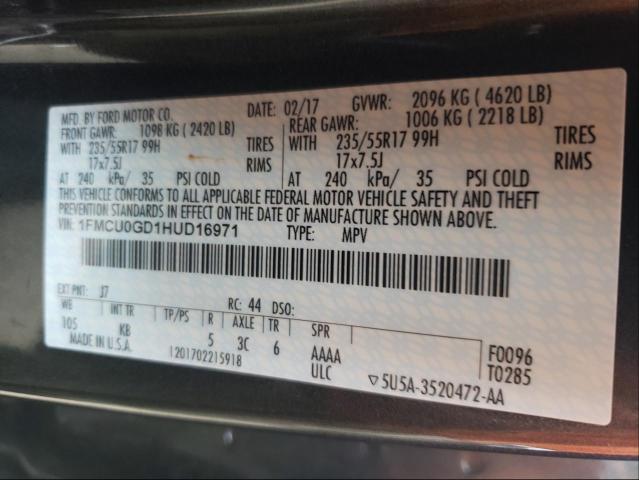 MFD. BY FORD MOTOR CO.
DATE: 02/17 GVWR: 2096 KG ( 4620 LB)
FRONT GAWR: 1098 KG ( 2420 LB) REAR GAWR: 1006 KG ( 2218 LB)
WITH 235/55R17 99H TIRES WITH 235/55R17 99H TIRES
17x7.5J RIMS 17x7.5J RIMS
AT 240 kPa/ 35 PSI COLD AT 240 kPa/ 35 PSI COLD
THIS VEHICLE CONFORMS TO ALL APPLICABLE FEDERAL MOTOR VEHICLE SAFETY AND THEFT
PREVENTION STANDARDS IN EFFECT ON THE DATE OF MANUFACTURE SHOWN ABOVE.
VIN: 1FMCU0GD1HUD16971 TYPE: MPV
EXT PNT: J7 RC: 44 DSO:
WB INT TR TP/PS R AXLE TR SPR
105 KB 5 3C 6 AAAA F0096
MADE IN U.S.A. 1201702215918 ULC T0285
▽5U5A-3520472-AA